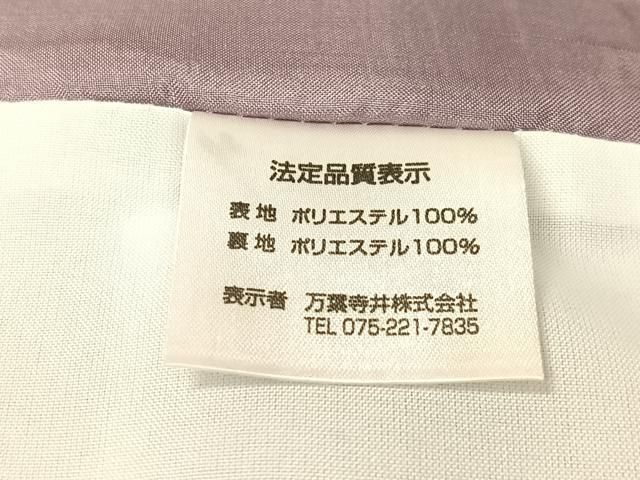 法定品質表示
表地 ポリエステル100%
裏地 ポリエステル100%
表示者 万葉寺井株式会社
TEL 075-221-7835